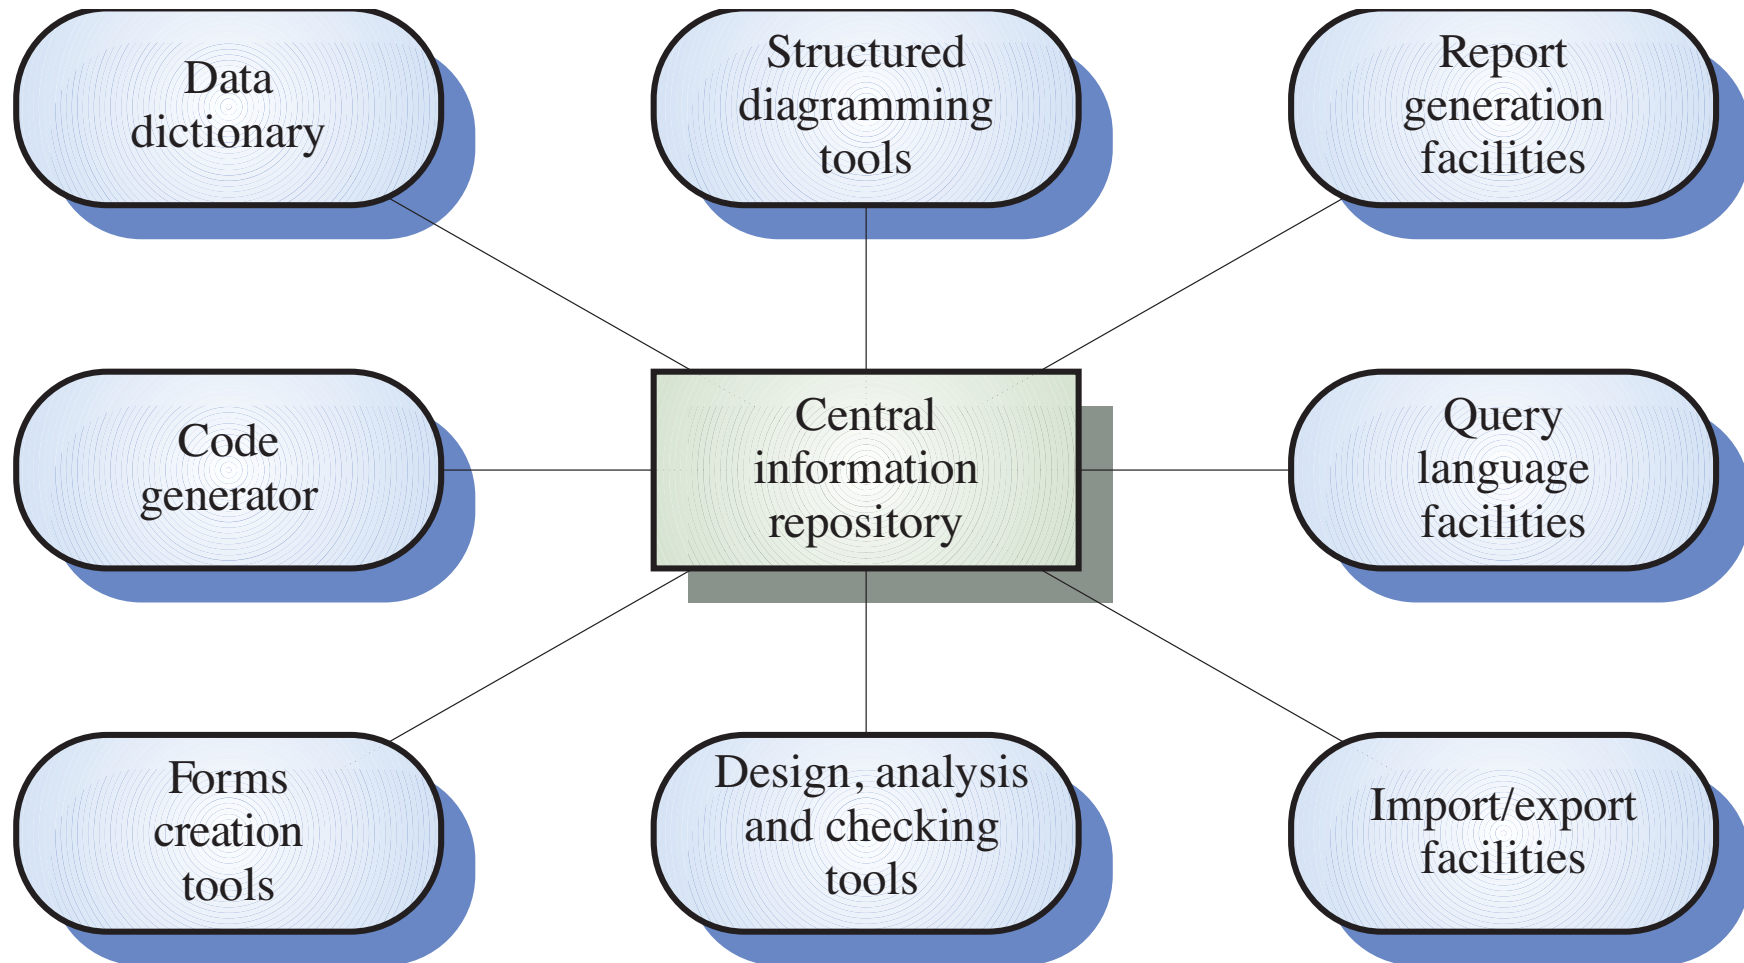 Data
dictionary
Structured
diagramming
tools
Report
generation
facilities
Code
generator
Central
information
repository
Query
language
facilities
Forms
creation
tools
Design, analysis
and checking
tools
Import/export
facilities